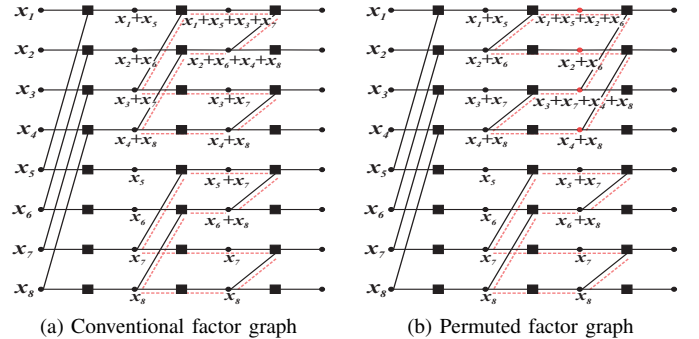 x1 x1+x5 x1+x5+x3+x7
x2 x2+x6 x2+x6+x4+x8
x3 x3+x7 x3+x7
x4 x4+x8 x4+x8
x5 x5 x5+x7
x6 x6 x6+x8
x7 x7 x7
x8 x8 x8
(a) Conventional factor graph
x1 x1+x5 x1+x5+x2+x6
x2 x2+x6 x2+x6
x3 x3+x7 x3+x7+x4+x8
x4 x4+x8 x4+x8
x5 x5 x5+x7
x6 x6 x6+x8
x7 x7 x7
x8 x8 x8
(b) Permuted factor graph